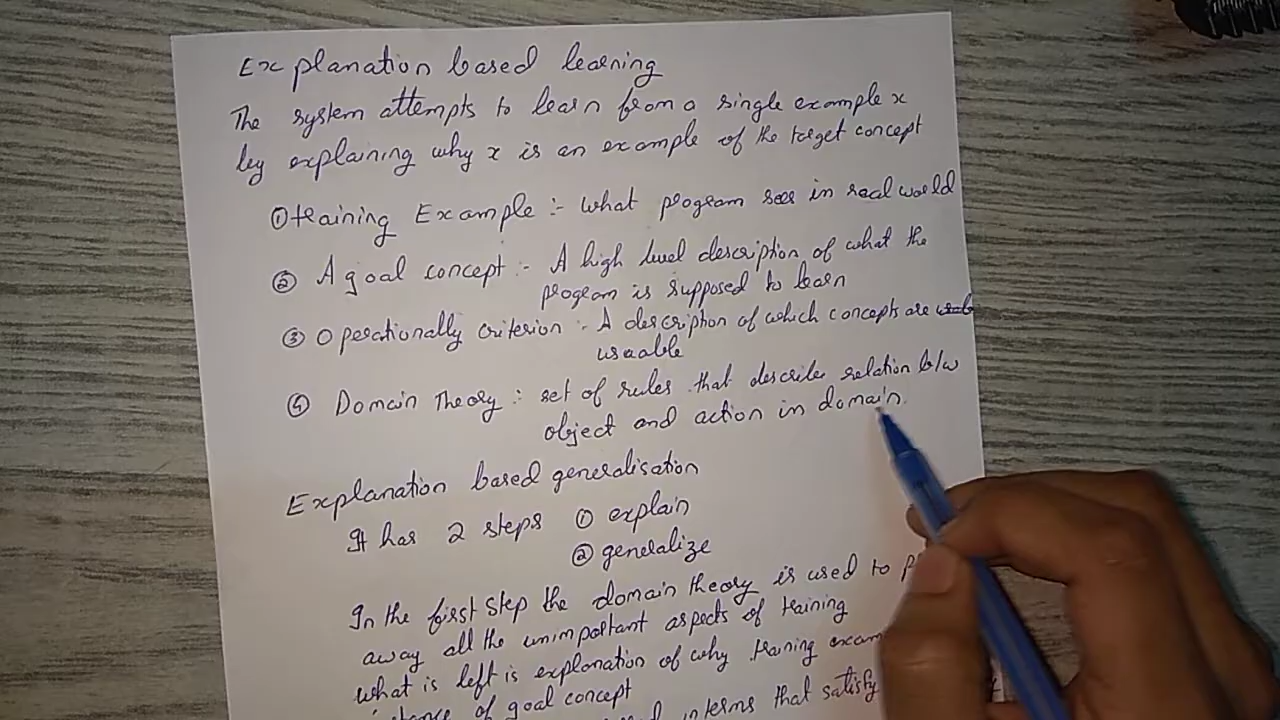 Explanation based learning
The system attempts to learn from a single example x
by explaining why x is an example of the target concept
① training Example :- what program sees in real world
② A goal concept :- A high level description of what the
program is supposed to learn
③ Operationally criterion :- A description of which concepts are
usable
④ Domain Theory : set of rules that describe relation b/w
object and action in domain.
Explanation based generalisation
It has 2 steps ① explain
② generalize
In the first step the domain theory is used to
away all the unimportant aspects of training
what is left is explanation of why training
of goal concept
in terms that satisfy